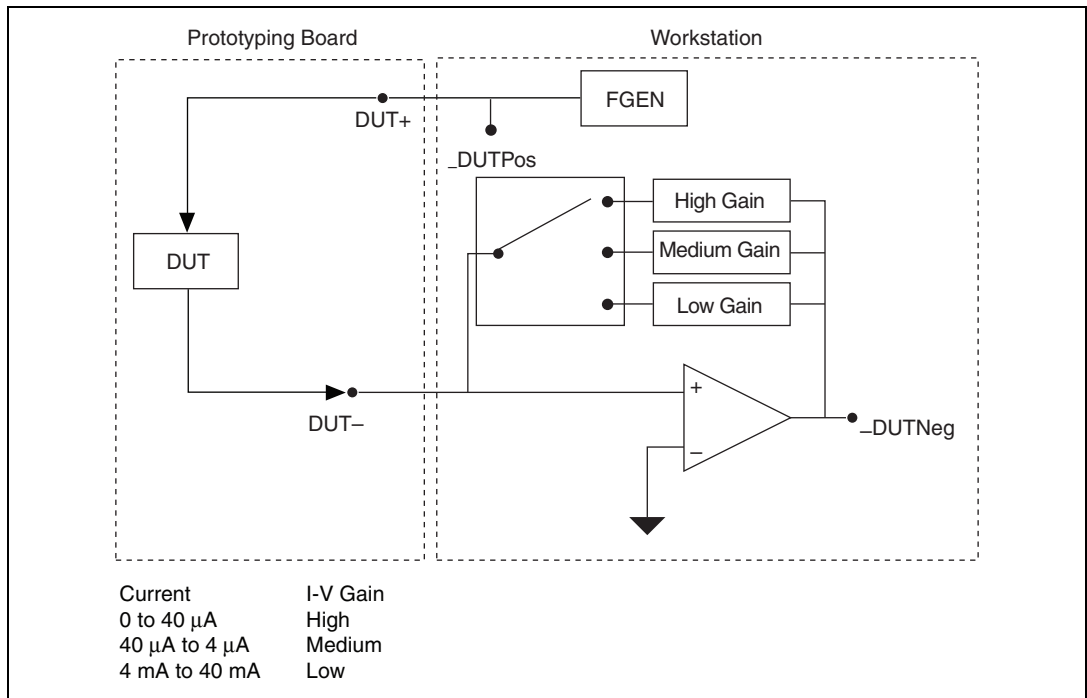 Prototyping Board
Workstation
FGEN
DUT+
_DUTPos
High Gain
DUT
Medium Gain
Low Gain
+
DUT–
–DUTNeg
–
Current I-V Gain
0 to 40 μA High
40 μA to 4 μA Medium
4 mA to 40 mA Low